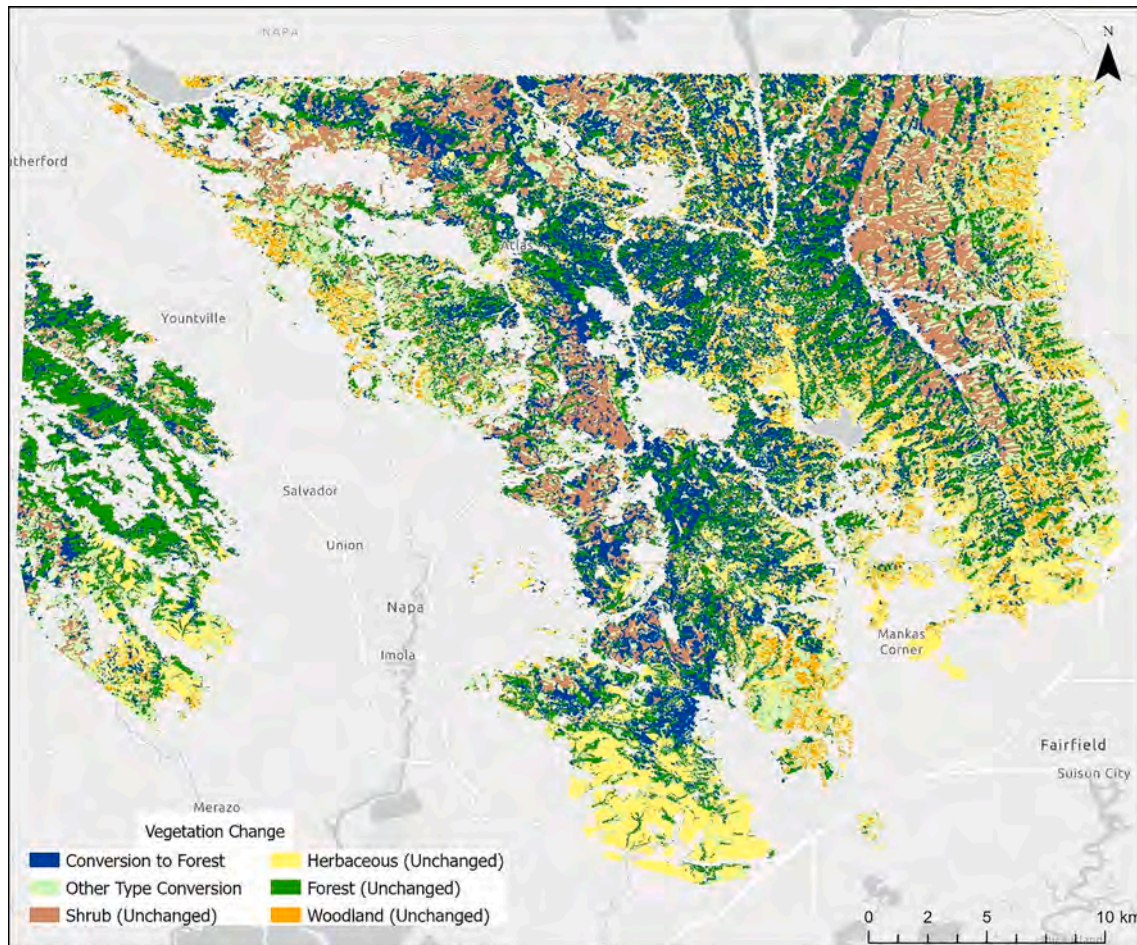 NAPA
N
atherford
Atlas
Yountville
Salvador
Union
Napa
Mankas
Corner
Imola
Fairfield
Suisun City
Merazo
Vegetation Change
Conversion to Forest
Herbaceous (Unchanged)
Other Type Conversion
Forest (Unchanged)
Shrub (Unchanged)
Woodland (Unchanged)
0 2 5 10 km